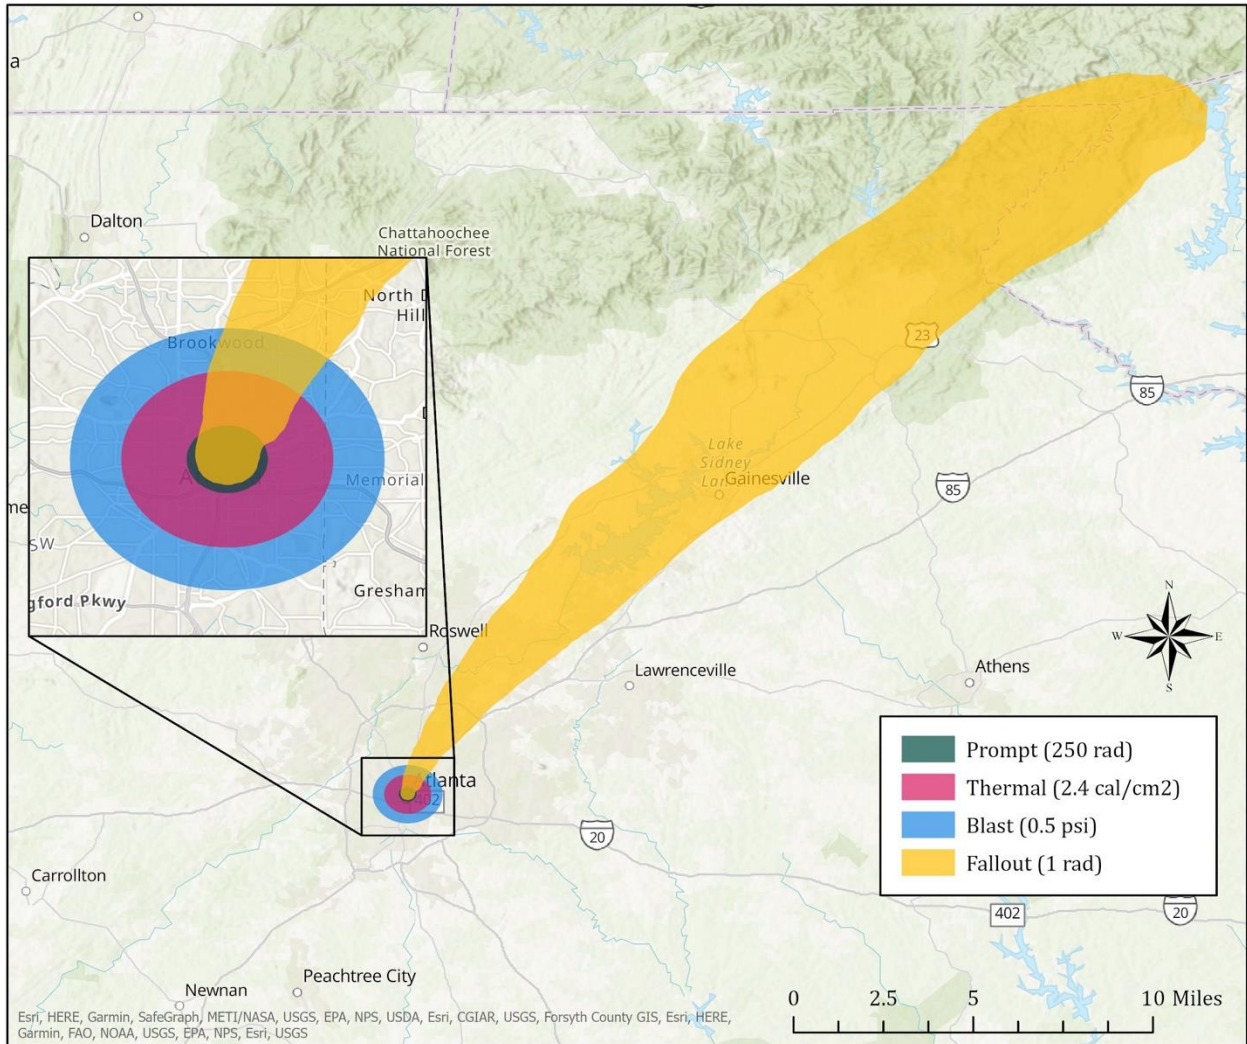 a
Dalton
Chattahoochee
National Forest
North D
Hill
Brookwood
Memorial
me
SW
Gresham
gford Pkwy
23
85
Lake
Sidney
Lan
Gainesville
85
Roswell
Lawrenceville
Athens
N
W
E
S
Atlanta
402
20
Prompt (250 rad)
Thermal (2.4 cal/cm2)
Blast (0.5 psi)
Fallout (1 rad)
Carrollton
402
20
Peachtree City
Newnan
0 2.5 5 10 Miles
Esri, HERE, Garmin, SafeGraph, METI/NASA, USGS, EPA, NPS, USDA, Esri, CGIAR, USGS, Forsyth County GIS, Esri, HERE,
Garmin, FAO, NOAA, USGS, EPA, NPS, Esri, USGS